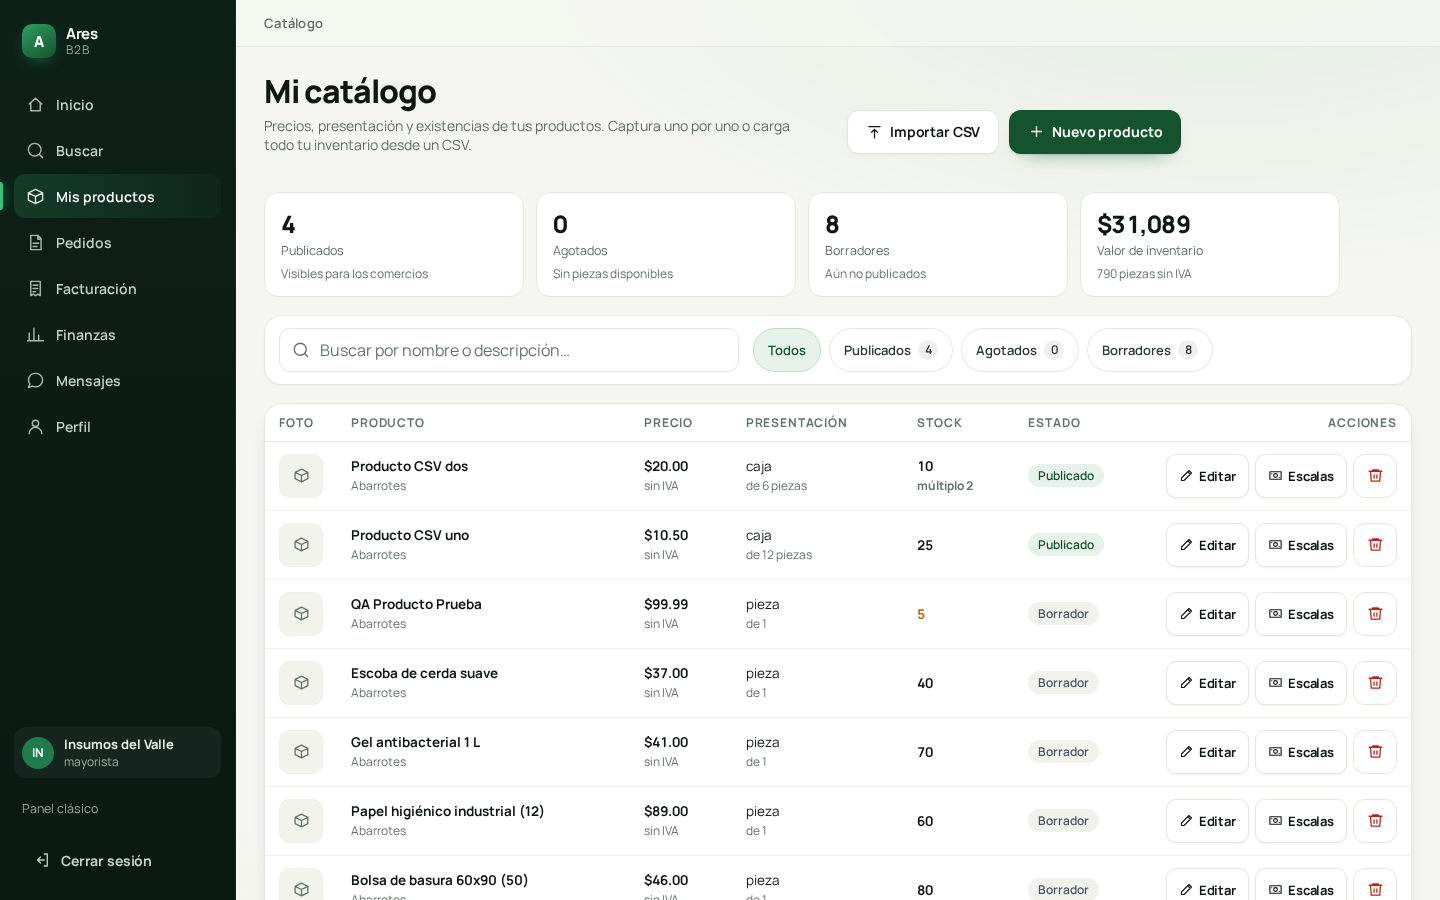 A
Ares
B2B
Inicio
Buscar
Mis productos
Pedidos
Facturación
Finanzas
Mensajes
Perfil
IN
Insumos del Valle
mayorista
Panel clásico
Cerrar sesión
Catálogo
Mi catálogo
Precios, presentación y existencias de tus productos. Captura uno por uno o carga
todo tu inventario desde un CSV.
Importar CSV
Nuevo producto
4
Publicados
Visibles para los comercios
0
Agotados
Sin piezas disponibles
8
Borradores
Aún no publicados
$31,089
Valor de inventario
790 piezas sin IVA
Buscar por nombre o descripción...
Todos
Publicados 4
Agotados 0
Borradores 8
FOTO PRODUCTO PRECIO PRESENTACIÓN STOCK ESTADO ACCIONES
Producto CSV dos $20.00 caja 10 Publicado Editar Escalas
Abarrotes sin IVA de 6 piezas múltiplo 2
Producto CSV uno $10.50 caja 25 Publicado Editar Escalas
Abarrotes sin IVA de 12 piezas
QA Producto Prueba $99.99 pieza 5 Borrador Editar Escalas
Abarrotes sin IVA de 1
Escoba de cerda suave $37.00 pieza 40 Borrador Editar Escalas
Abarrotes sin IVA de 1
Gel antibacterial 1 L $41.00 pieza 70 Borrador Editar Escalas
Abarrotes sin IVA de 1
Papel higiénico industrial (12) $89.00 pieza 60 Borrador Editar Escalas
Abarrotes sin IVA de 1
Bolsa de basura 60x90 (50) $46.00 pieza 80 Borrador Editar Escalas
Abarrotes sin IVA de 1